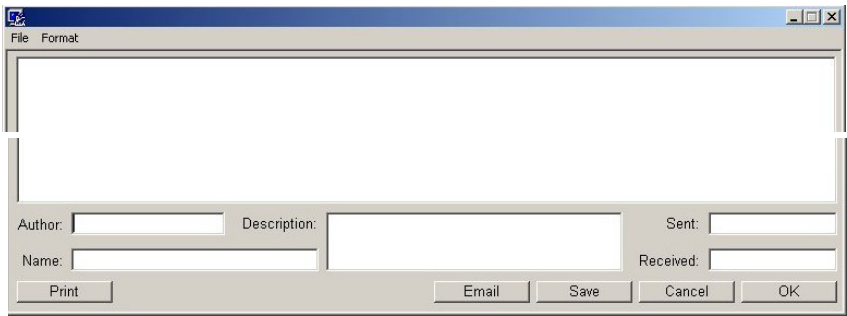 File Format
Author: Description: Sent:
Name: Received:
Print Email Save Cancel OK